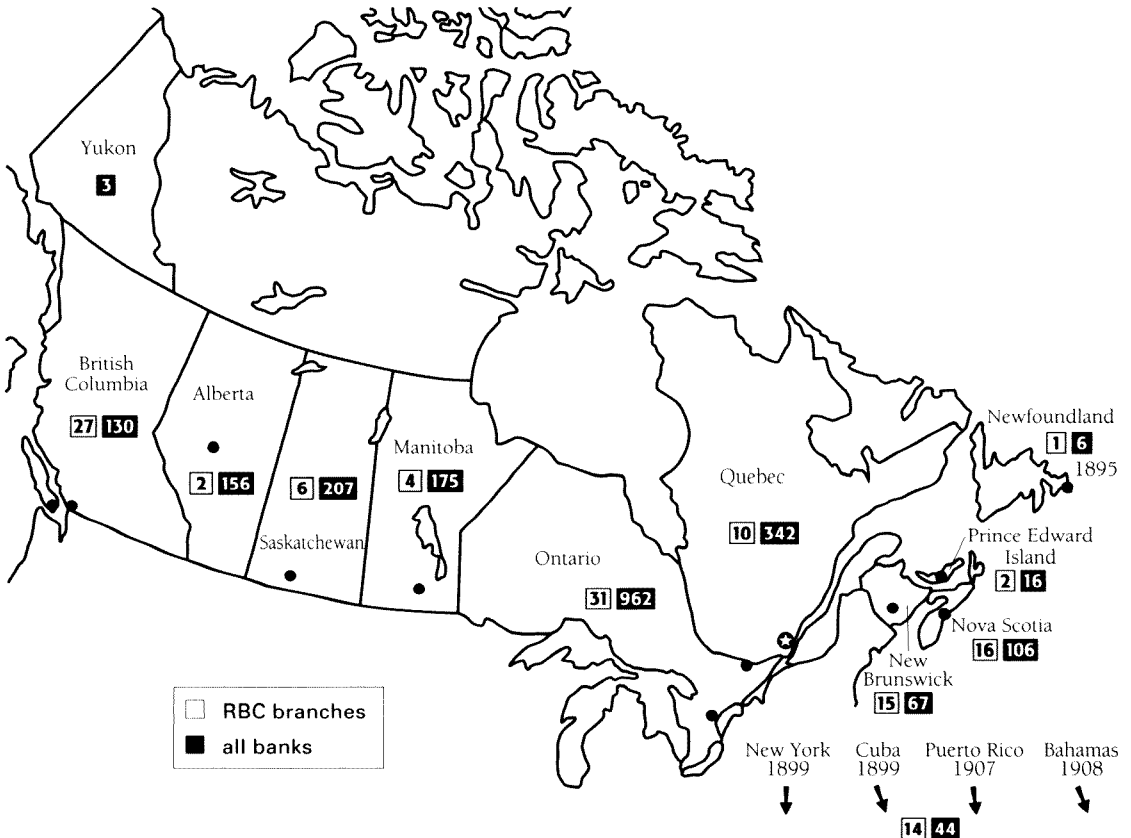 Yukon
3
British
Columbia
27 130
Alberta
2 156
6 207
Saskatchewan
Manitoba
4 175
Ontario
31 962
Quebec
10 342
Newfoundland
1 6
1895
Prince Edward
Island
2 16
Nova Scotia
16 106
New
Brunswick
15 67
RBC branches
all banks
New York
1899
Cuba
1899
Puerto Rico
1907
Bahamas
1908
14 44